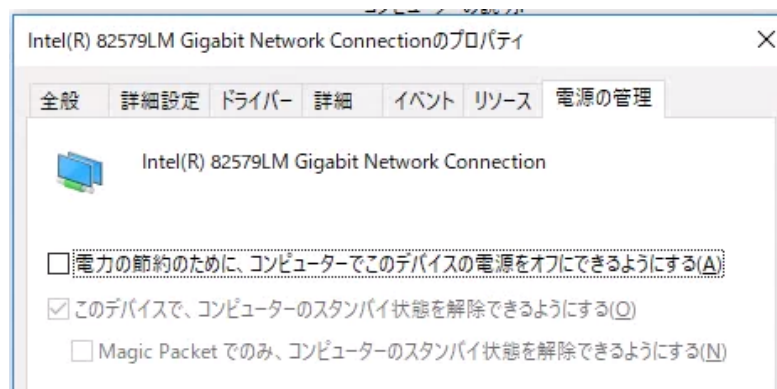 Intel(R) 82579LM Gigabit Network Connectionのプロパティ
全般 詳細設定 ドライバー 詳細 イベント リソース 電源の管理
Intel(R) 82579LM Gigabit Network Connection
電力の節約のために、コンピューターでこのデバイスの電源をオフにできるようにする(A)
このデバイスで、コンピューターのスタンバイ状態を解除できるようにする(O)
Magic Packet でのみ、コンピューターのスタンバイ状態を解除できるようにする(N)